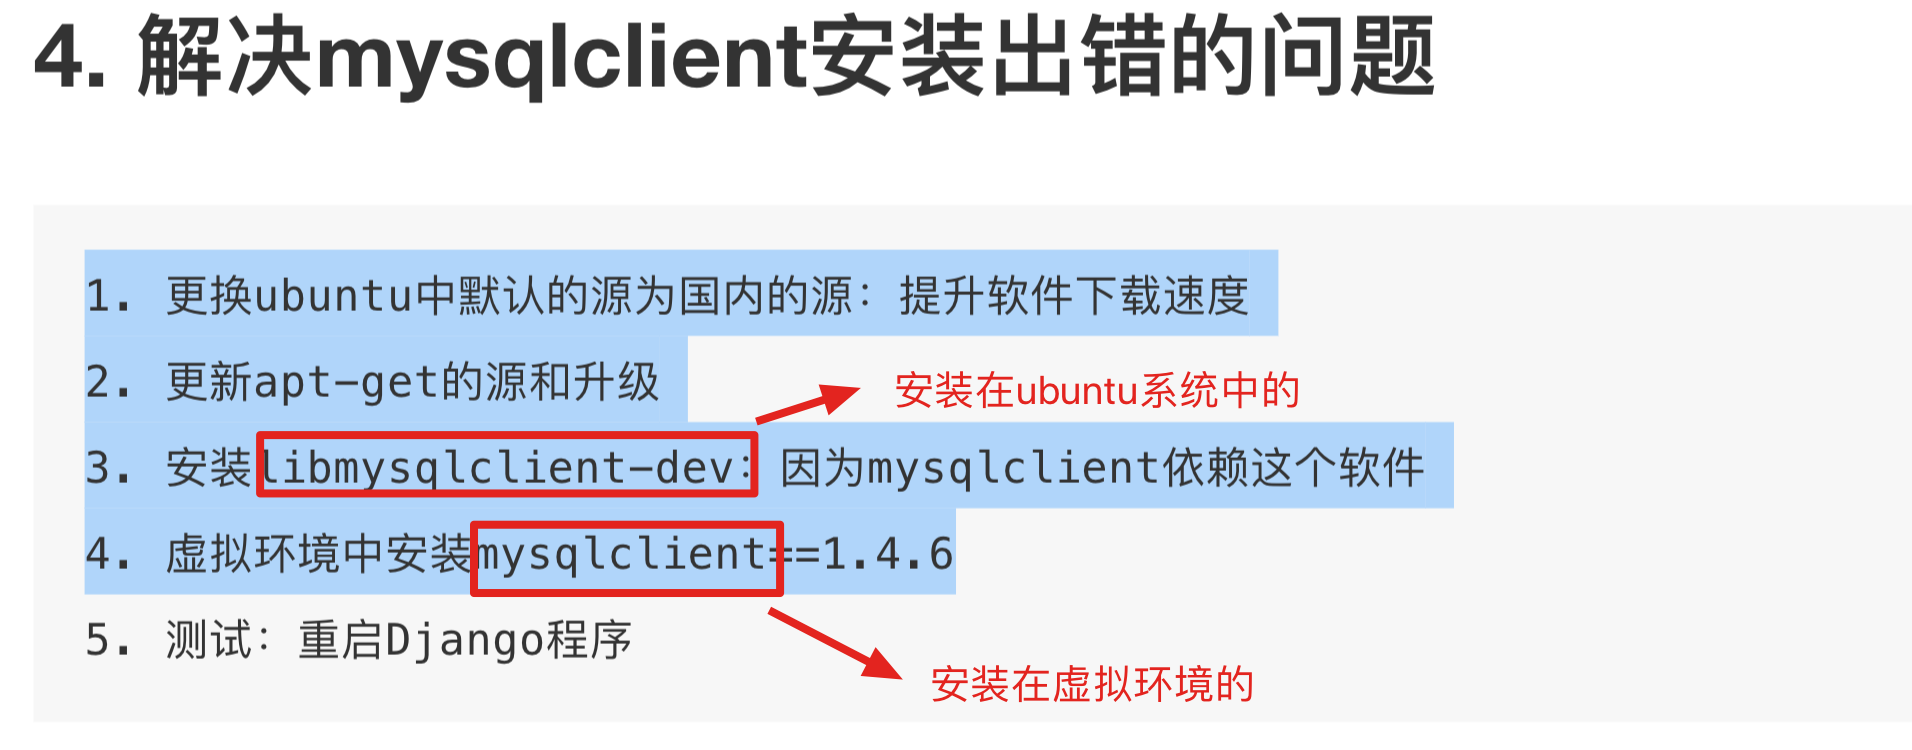 4. 解决mysqlclient安装出错的问题
1. 更换ubuntu中默认的源为国内的源：提升软件下载速度
2. 更新apt-get的源和升级
安装在ubuntu系统中的
3. 安装libmysqlclient-dev：因为mysqlclient依赖这个软件
4. 虚拟环境中安装mysqlclient==1.4.6
5. 测试：重启Django程序
安装在虚拟环境的